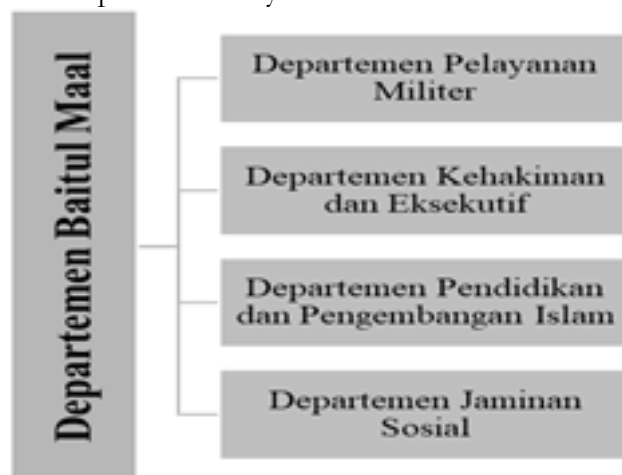 Departemen Baitul Maal
Departemen Pelayanan
Militer
Departemen Kehakiman
dan Eksekutif
Departemen Pendidikan
dan Pengembangan Islam
Departemen Jaminan
Sosial